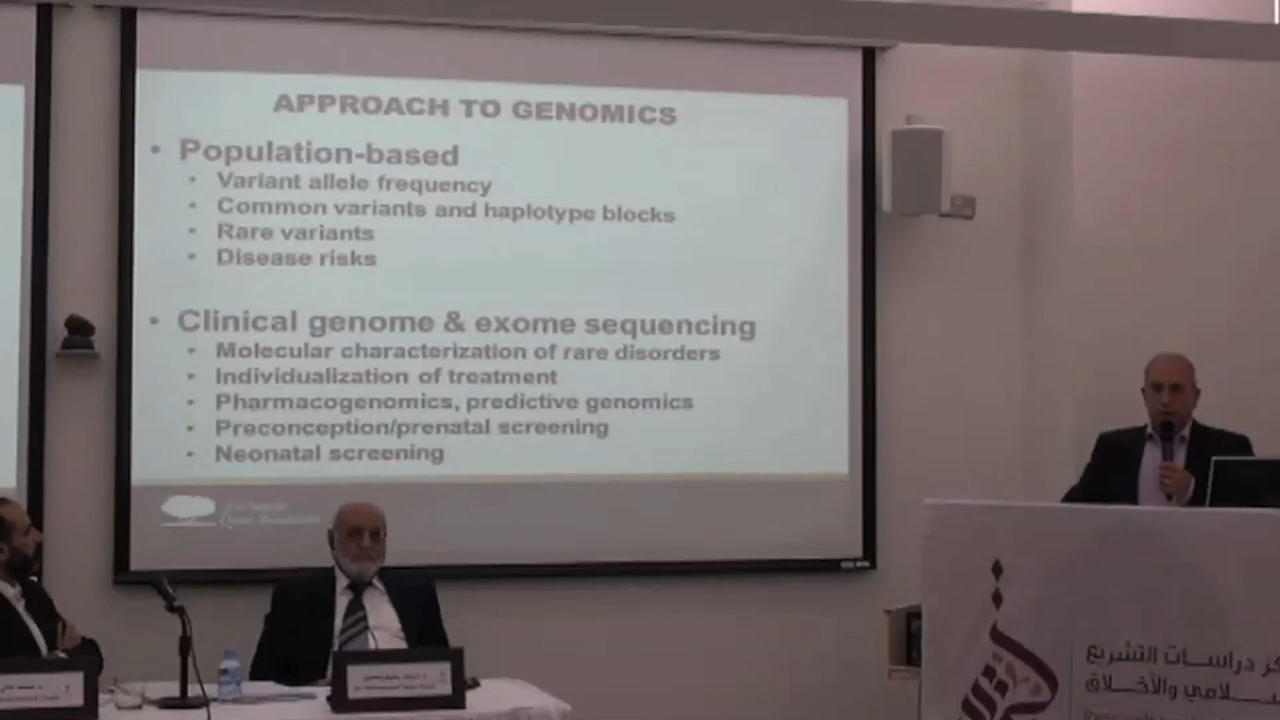 APPROACH TO GENOMICS
• Population-based
• Variant allele frequency
• Common variants and haplotype blocks
• Rare variants
• Disease risks
• Clinical genome & exome sequencing
• Molecular characterization of rare disorders
• Individualization of treatment
• Pharmacogenomics, predictive genomics
• Preconception/prenatal screening
• Neonatal screening
دراسات التشريع
والأخلاق